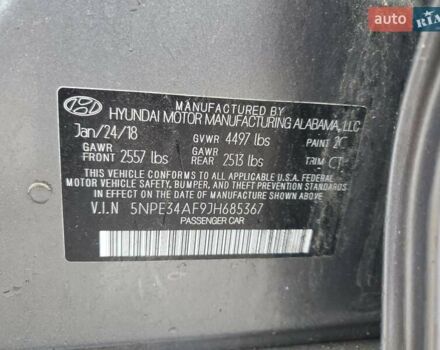 AUTO RIA
MANUFACTURED BY
HYUNDAI MOTOR MANUFACTURING ALABAMA, LLC
Jan/24/18 GVWR 4497 lbs PAINT
GAWR FRONT 2557 lbs GAWR REAR 2513 lbs TRIM CT
THIS VEHICLE CONFORMS TO ALL APPLICABLE U.S.A. FEDERAL
MOTOR VEHICLE SAFETY, BUMPER, AND THEFT PREVENTION STANDARDS
IN EFFECT ON THE DATE OF MANUFACTURE SHOWN ABOVE.
V.I.N 5NPE34AF9JH685367
PASSENGER CAR